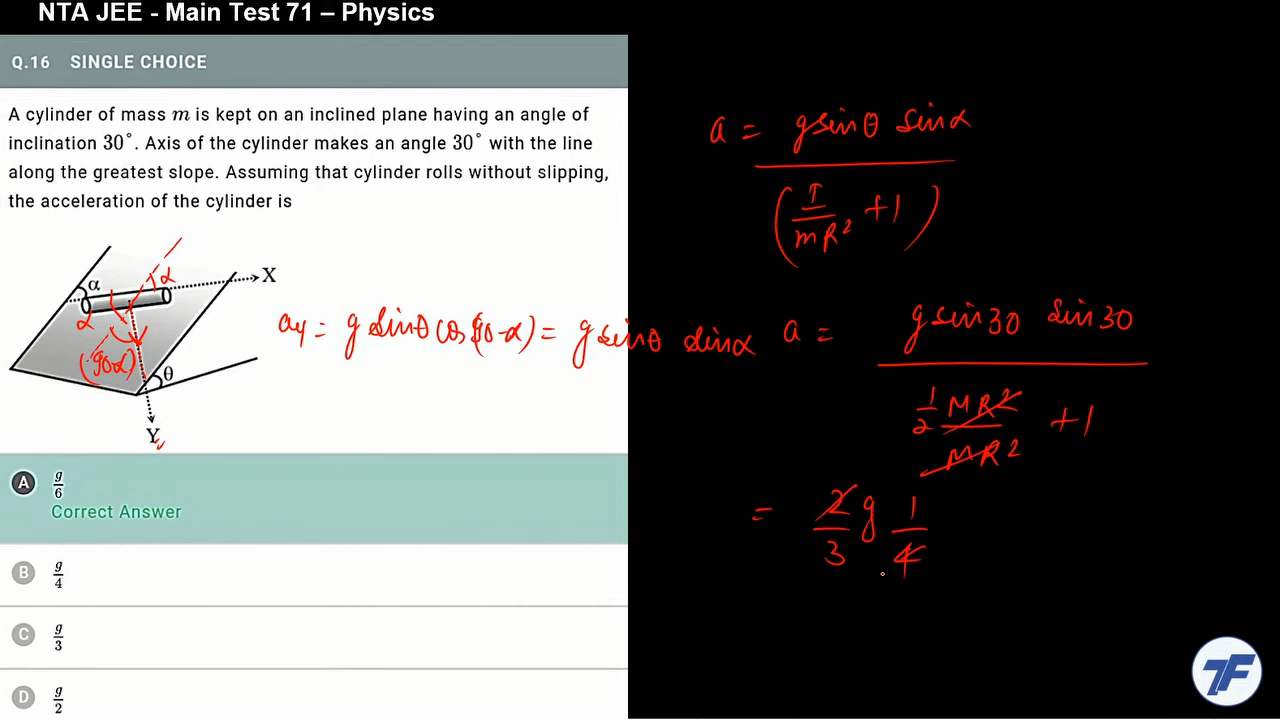 NTA JEE - Main Test 71 – Physics
Q.16 SINGLE CHOICE
A cylinder of mass m is kept on an inclined plane having an angle of
inclination 30°. Axis of the cylinder makes an angle 30° with the line
along the greatest slope. Assuming that cylinder rolls without slipping,
the acceleration of the cylinder is
α
α
X
α
(90-α)
θ
Y
ay = g sinθ cos(90-α) = g sinθ sinα
A g/6
Correct Answer
B g/4
C g/3
D g/2
a = g sinθ sinα
(I/mR² + 1)
a = g sin30 sin30
1/2 MR²/MR² + 1
= 2/3 g 1/4
7F